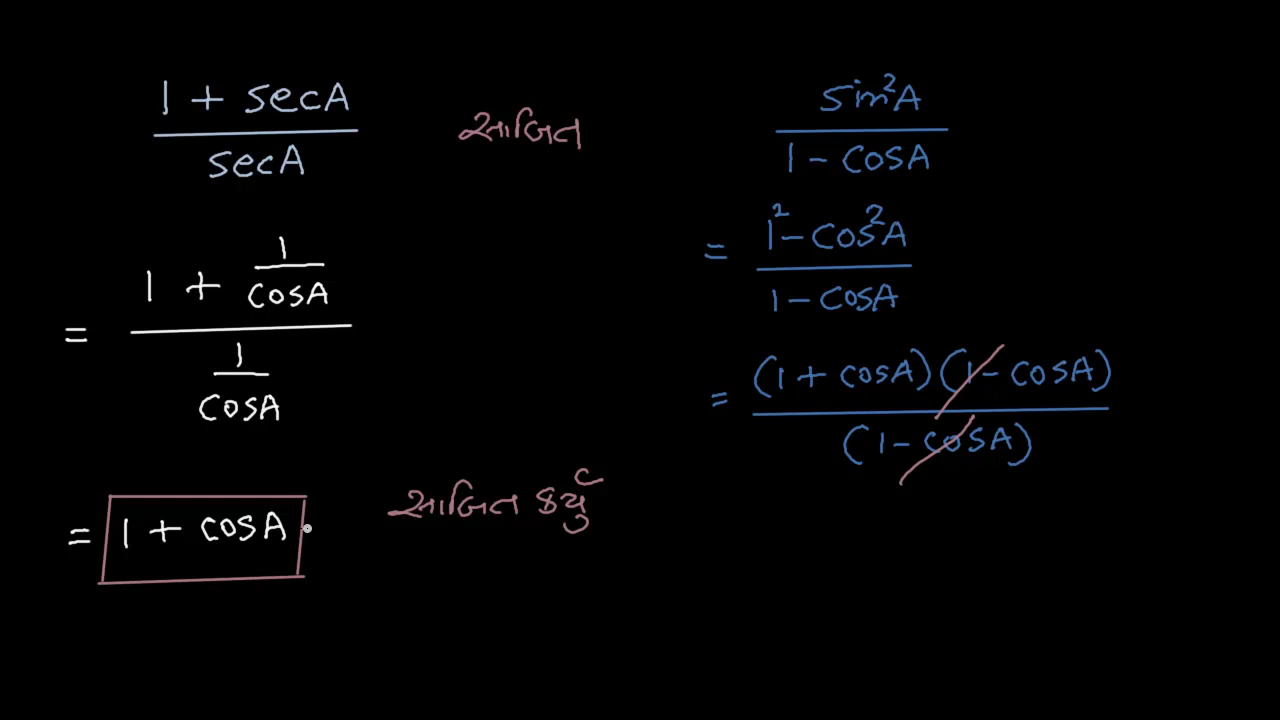 1 + secA
secA
સાબિત
= 1 + 1/cosA
1/cosA
= 1 + cosA
સાબિત કર્યુ
sin²A
1 - cosA
= 1² - cos²A
1 - cosA
= (1 + cosA) (1 - cosA)
(1 - cosA)